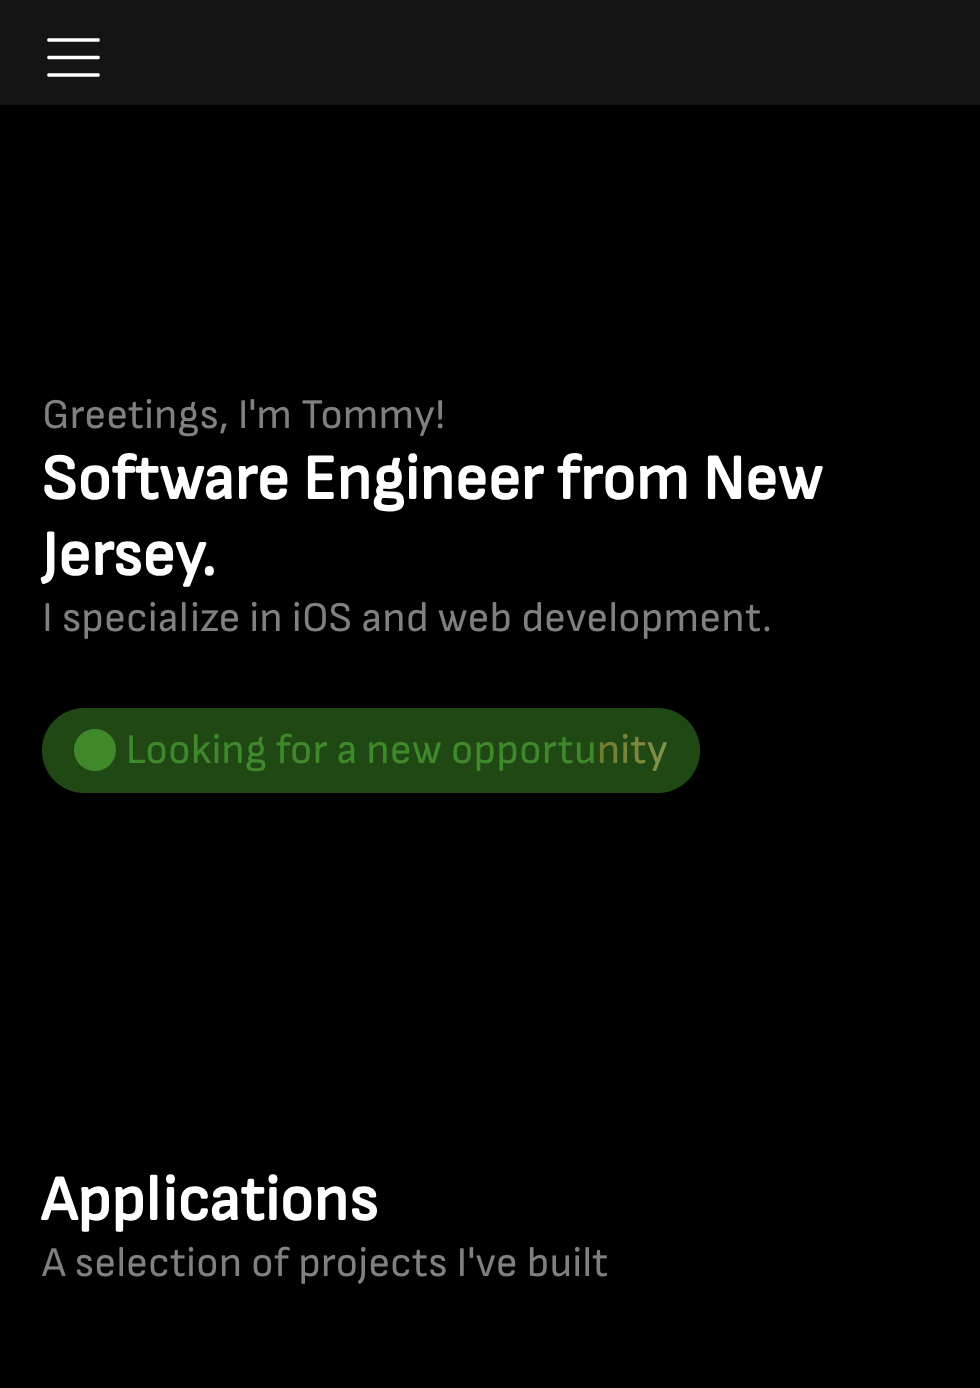 Greetings, I'm Tommy!
Software Engineer from New
Jersey.
I specialize in iOS and web development.
Looking for a new opportunity
Applications
A selection of projects I've built